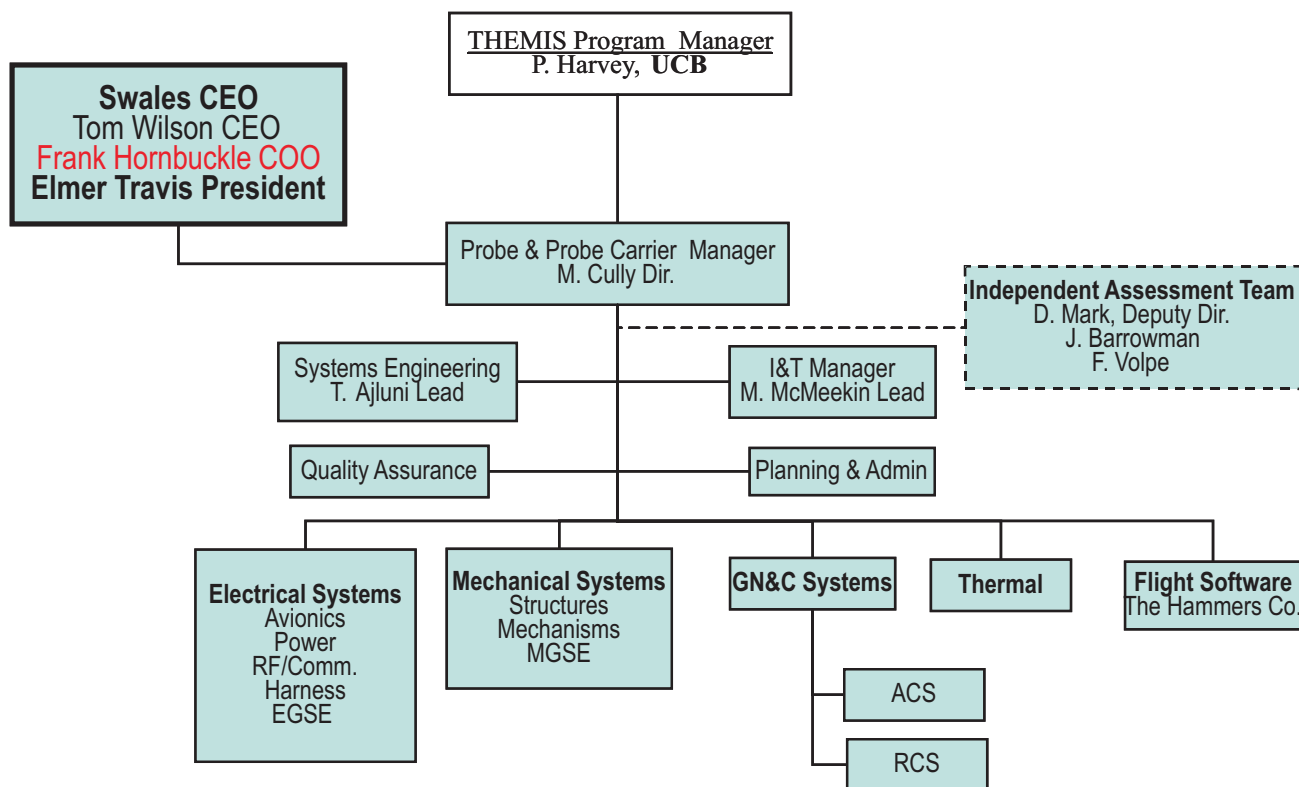 THEMIS Program Manager
P. Harvey, UCB
Swales CEO
Tom Wilson CEO
Frank Hornbuckle COO
Elmer Travis President
Probe & Probe Carrier Manager
M. Cully Dir.
Independent Assessment Team
D. Mark, Deputy Dir.
J. Barrowman
F. Volpe
Systems Engineering
T. Ajluni Lead
I&T Manager
M. McMeekin Lead
Quality Assurance
Planning & Admin
Electrical Systems
Avionics
Power
RF/Comm.
Harness
EGSE
Mechanical Systems
Structures
Mechanisms
MGSE
GN&C Systems
Thermal
Flight Software
The Hammers Co.
ACS
RCS